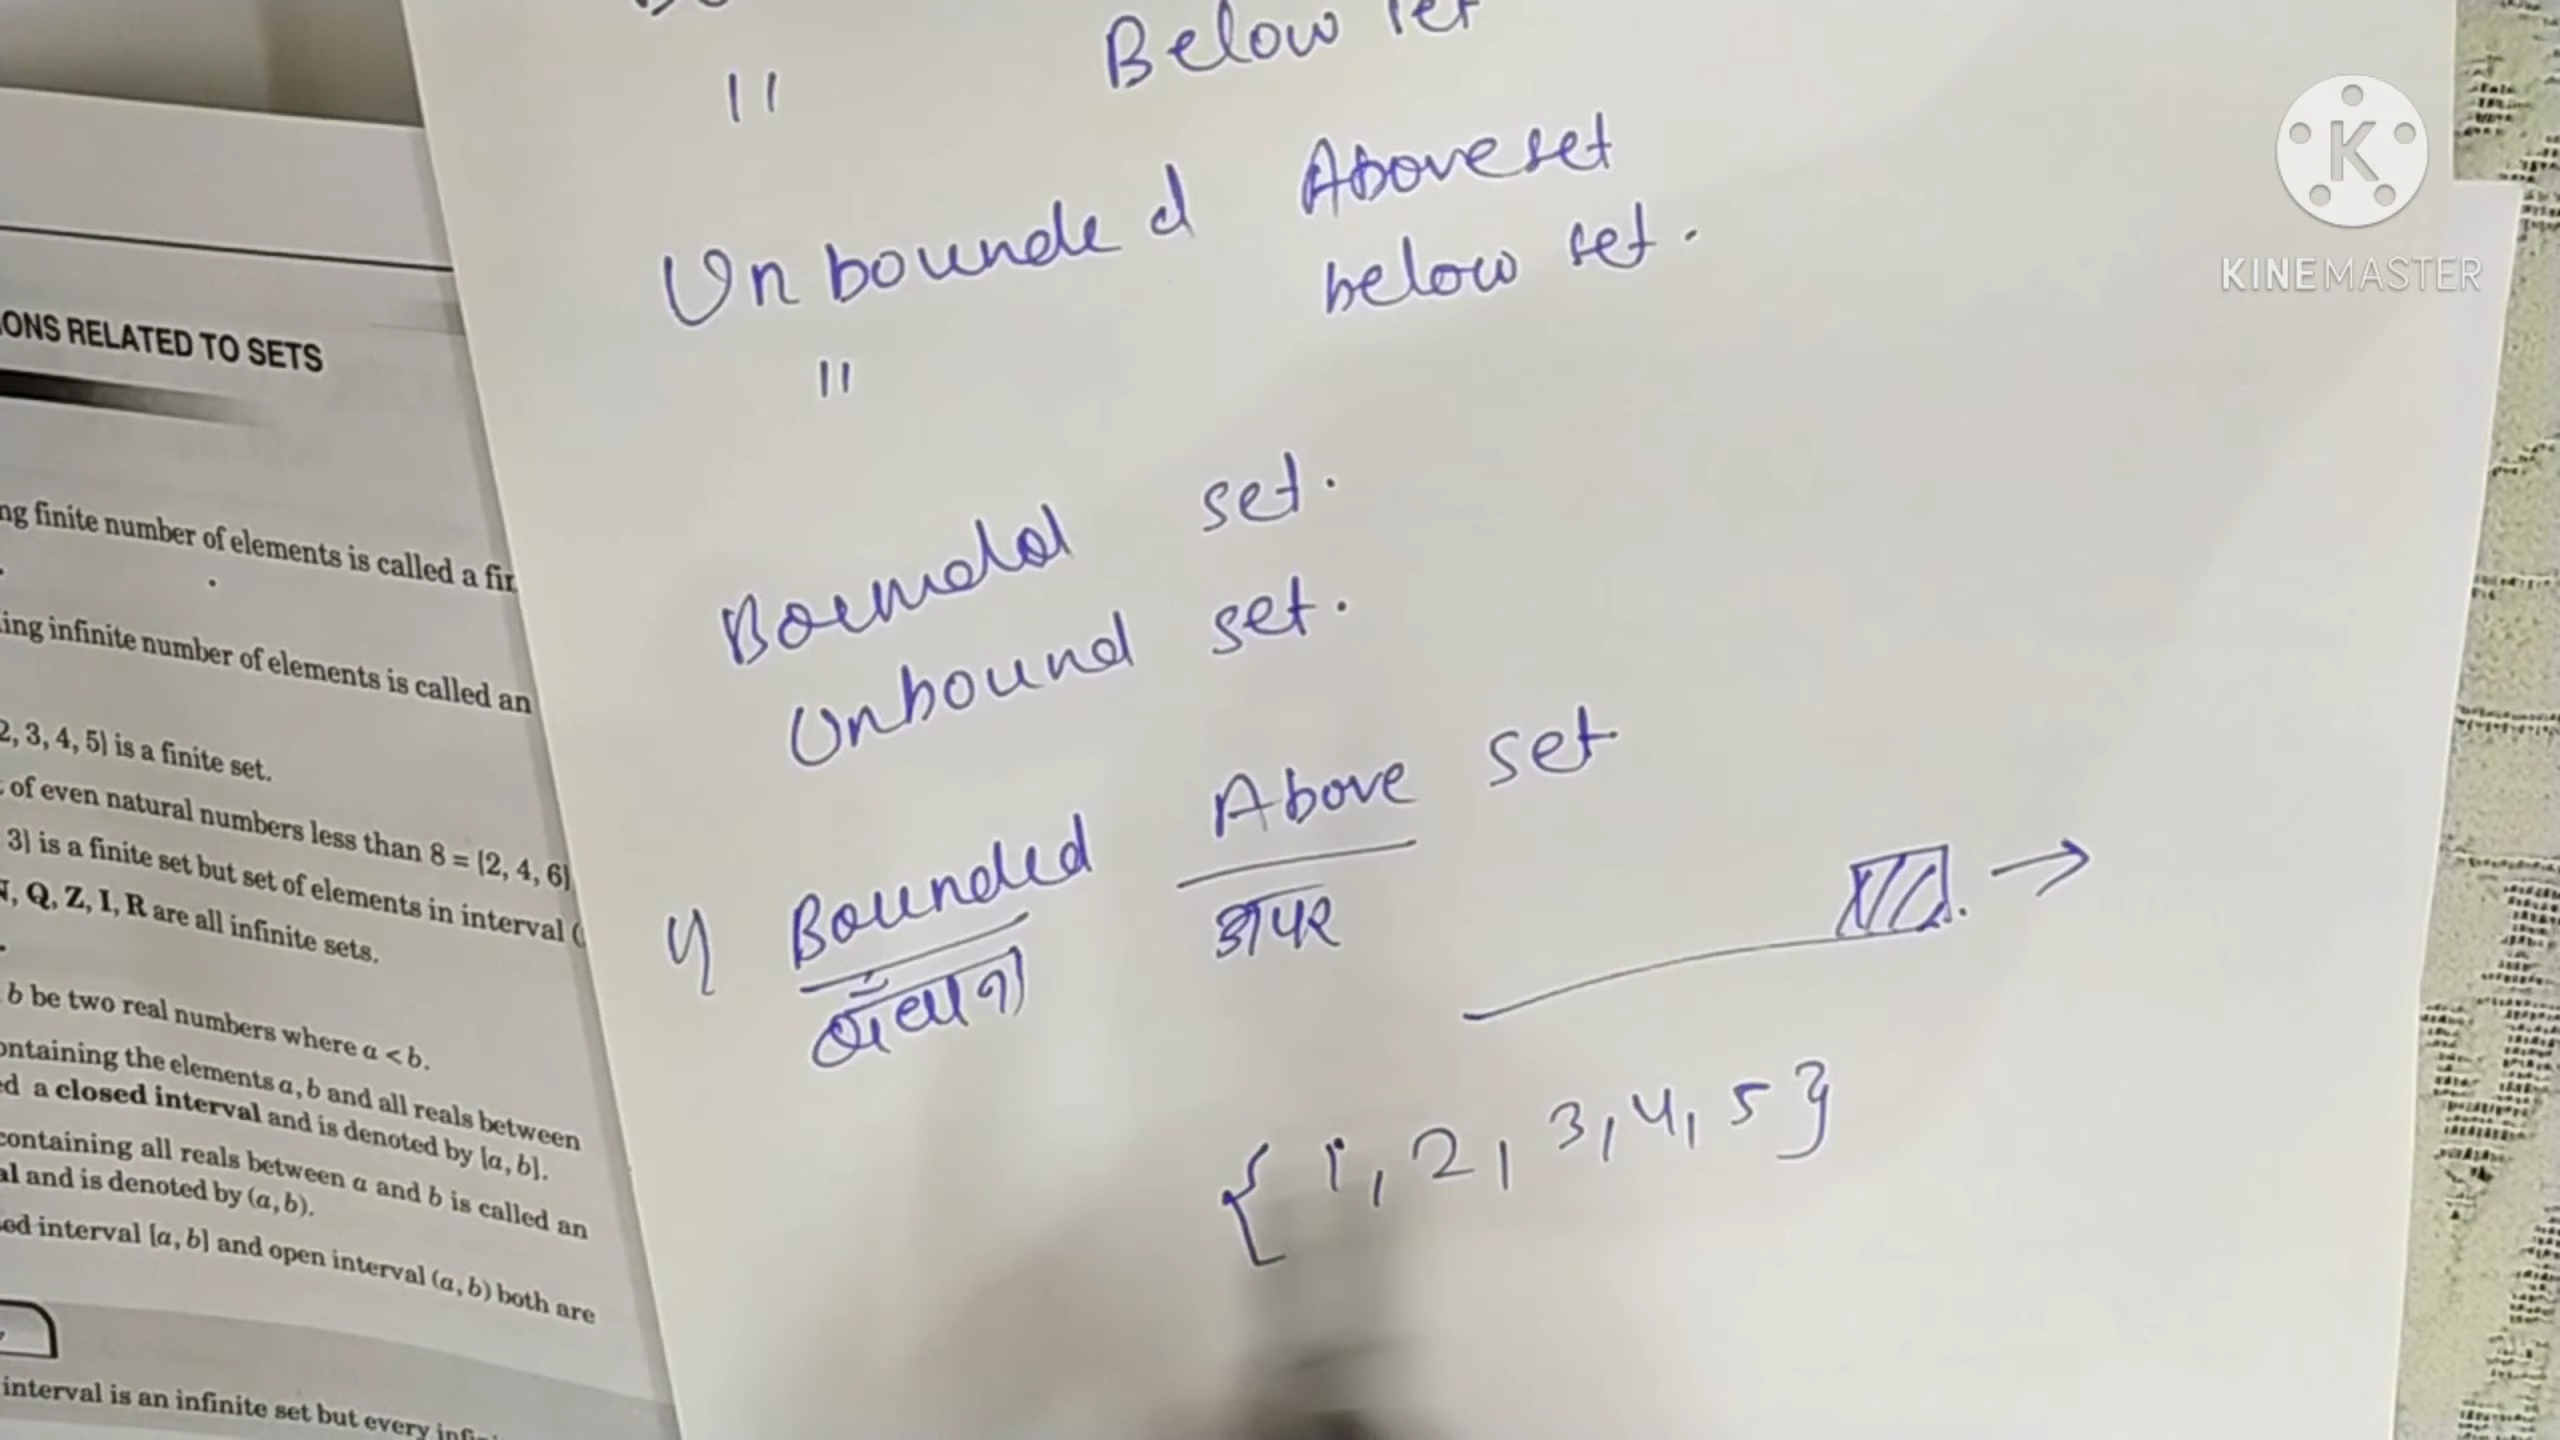 Below set
"
Unbounded Above set
" below set.
Bounded set.
Unbound set.
1) Bounded Above set
{1, 2, 3, 4, 5}
KINEMASTER
ONS RELATED TO SETS
ng finite number of elements is called a
ing infinite number of elements is called an
2, 3, 4, 5} is a finite set.
of even natural numbers less than 8 = {2, 4, 6}
3} is a finite set but set of elements in interval (
N, Q, Z, I, R are all infinite sets.
b be two real numbers where a < b.
ontaining the elements a, b and all reals between
ed a closed interval and is denoted by [a, b].
containing all reals between a and b is called an
al and is denoted by (a, b).
sed interval [a, b] and open interval (a, b) both are
interval is an infinite set but every